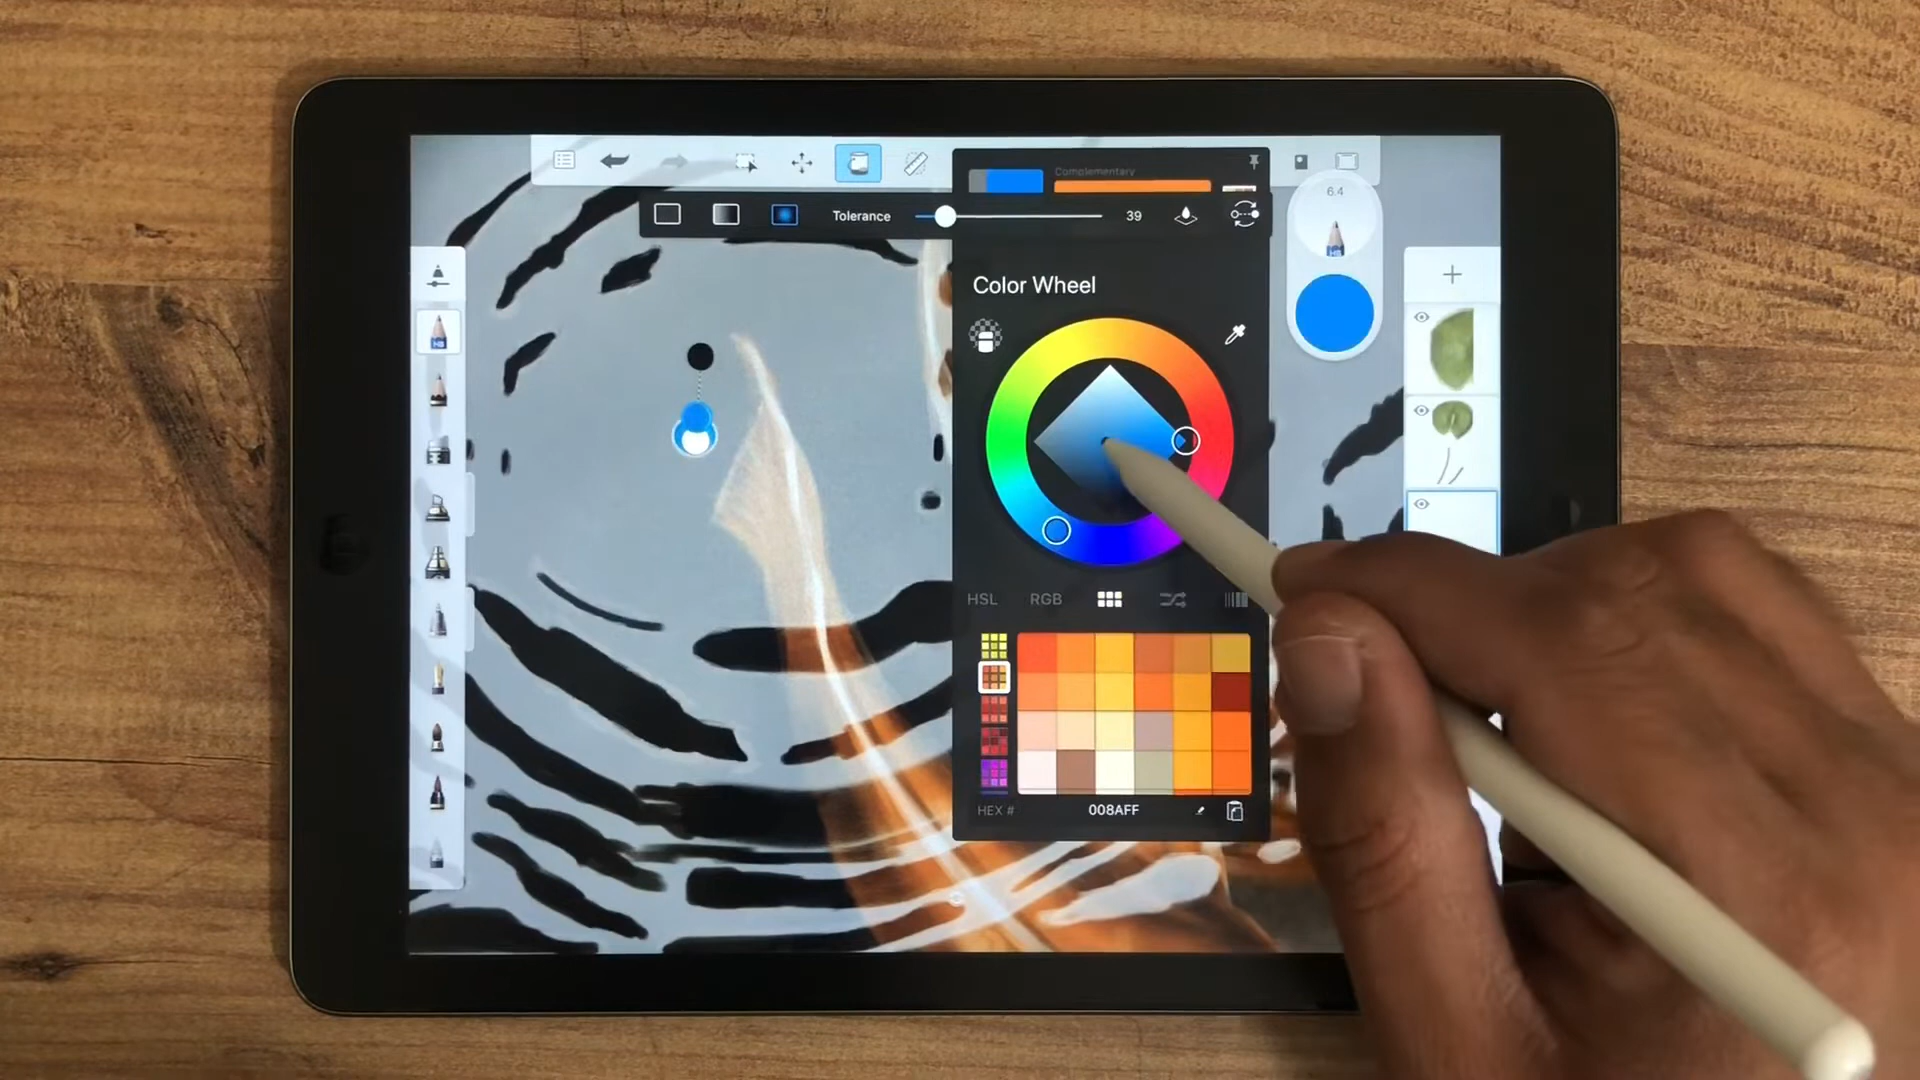 Complementary
6.4
Tolerance 39
Color Wheel
HSL RGB
HEX # 008AFF